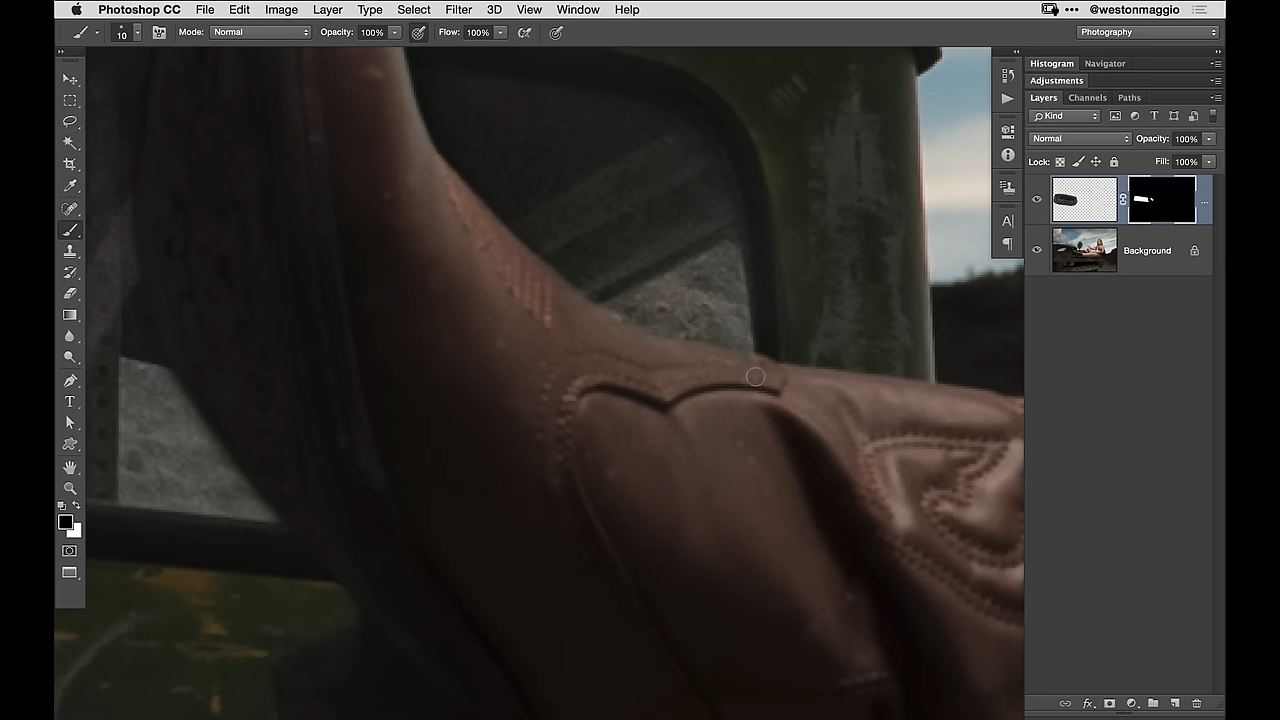 Photoshop CC File Edit Image Layer Type Select Filter 3D View Window Help @westonmaggio
10 Mode: Normal Opacity: 100% Flow: 100% Photography
Histogram Navigator
Adjustments
Layers Channels Paths
Kind T
Normal Opacity: 100%
Lock: Fill: 100%
...
A
Background
T
fx